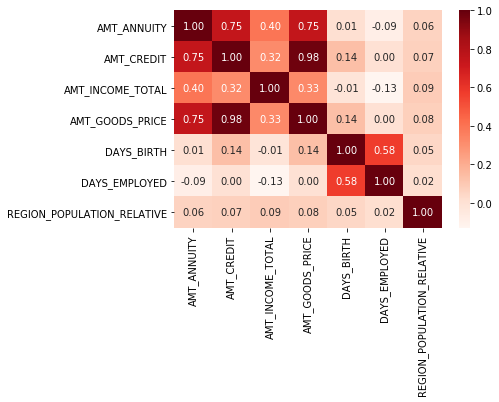 AMT_ANNUITY 1.00 0.75 0.40 0.75 0.01 -0.09 0.06
AMT_CREDIT 0.75 1.00 0.32 0.98 0.14 0.00 0.07
AMT_INCOME_TOTAL 0.40 0.32 1.00 0.33 -0.01 -0.13 0.09
AMT_GOODS_PRICE 0.75 0.98 0.33 1.00 0.14 0.00 0.08
DAYS_BIRTH 0.01 0.14 -0.01 0.14 1.00 0.58 0.05
DAYS_EMPLOYED -0.09 0.00 -0.13 0.00 0.58 1.00 0.02
REGION_POPULATION_RELATIVE 0.06 0.07 0.09 0.08 0.05 0.02 1.00
AMT_ANNUITY
AMT_CREDIT
AMT_INCOME_TOTAL
AMT_GOODS_PRICE
DAYS_BIRTH
DAYS_EMPLOYED
REGION_POPULATION_RELATIVE
1.0
0.8
0.6
0.4
0.2
0.0